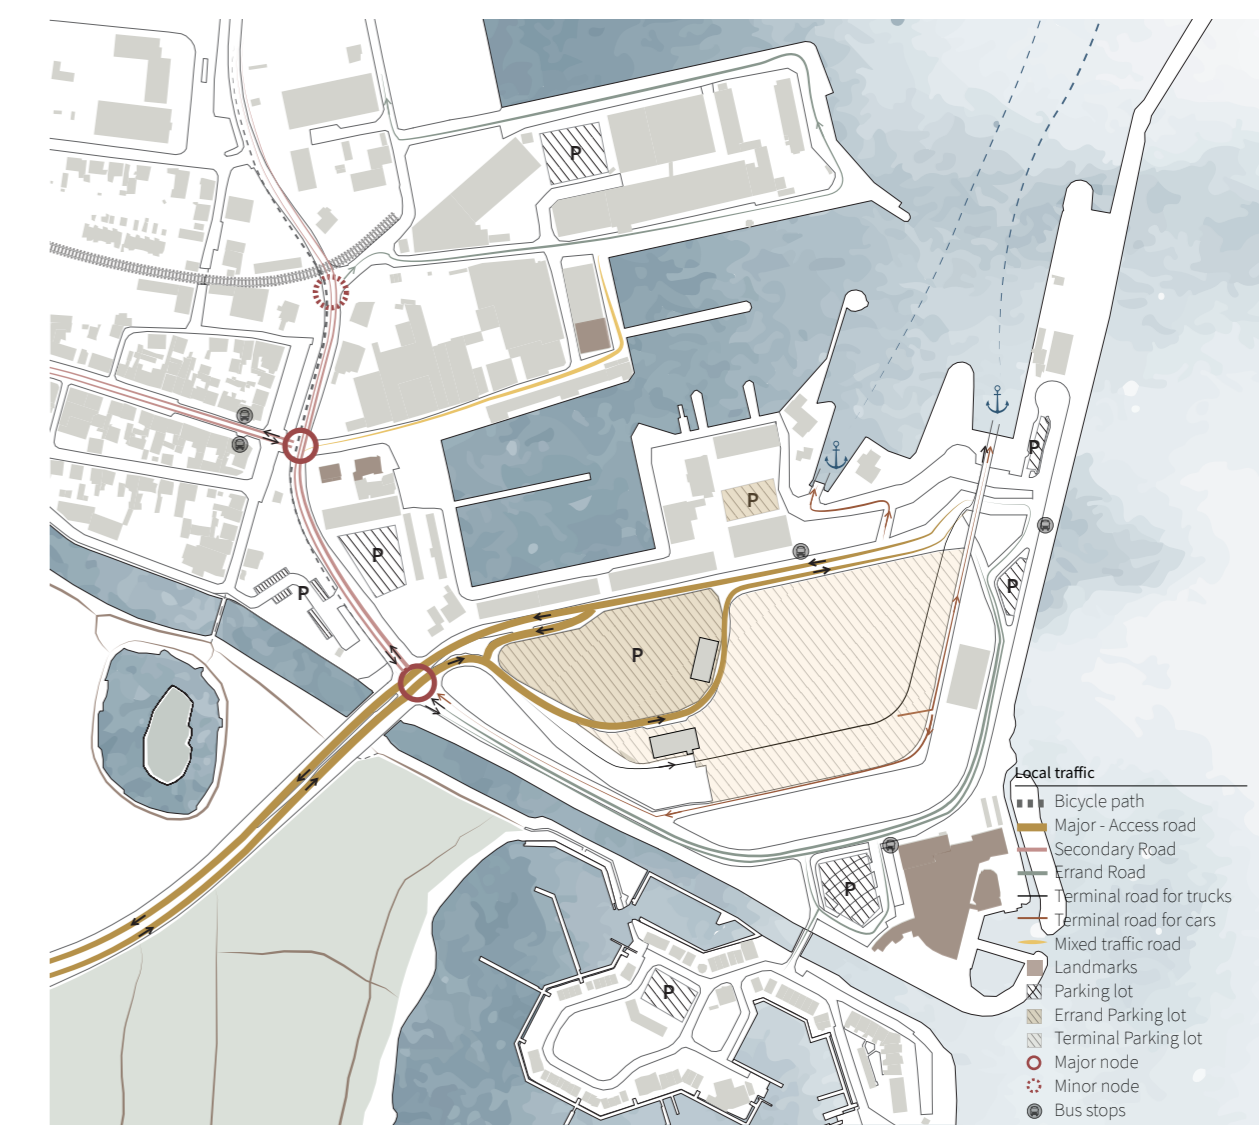 P
P
P
P
P
P
P
P
P
Local traffic
Bicycle path
Major - Access road
Secondary Road
Errand Road
Terminal road for trucks
Terminal road for cars
Mixed traffic road
Landmarks
Parking lot
Errand Parking lot
Terminal Parking lot
Major node
Minor node
Bus stops